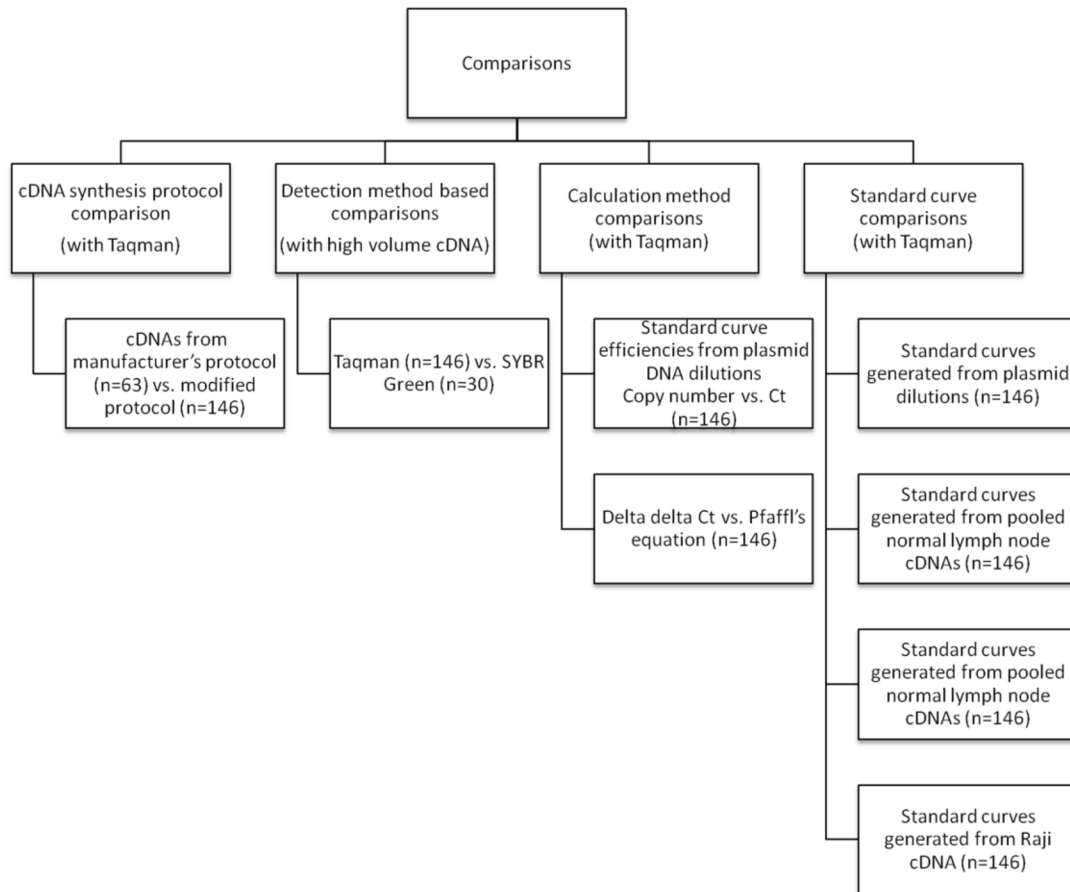 Comparisons
cDNA synthesis protocol
comparison
(with Taqman)
Detection method based
comparisons
(with high volume cDNA)
Calculation method
comparisons
(with Taqman)
Standard curve
comparisons
(with Taqman)
cDNAs from
manufacturer’s protocol
(n=63) vs. modified
protocol (n=146)
Taqman (n=146) vs. SYBR
Green (n=30)
Standard curve
efficiencies from plasmid
DNA dilutions
Copy number vs. Ct
(n=146)
Delta delta Ct vs. Pfaffl’s
equation (n=146)
Standard curves
generated from plasmid
dilutions (n=146)
Standard curves
generated from pooled
normal lymph node
cDNAs (n=146)
Standard curves
generated from pooled
normal lymph node
cDNAs (n=146)
Standard curves
generated from Raji
cDNA (n=146)